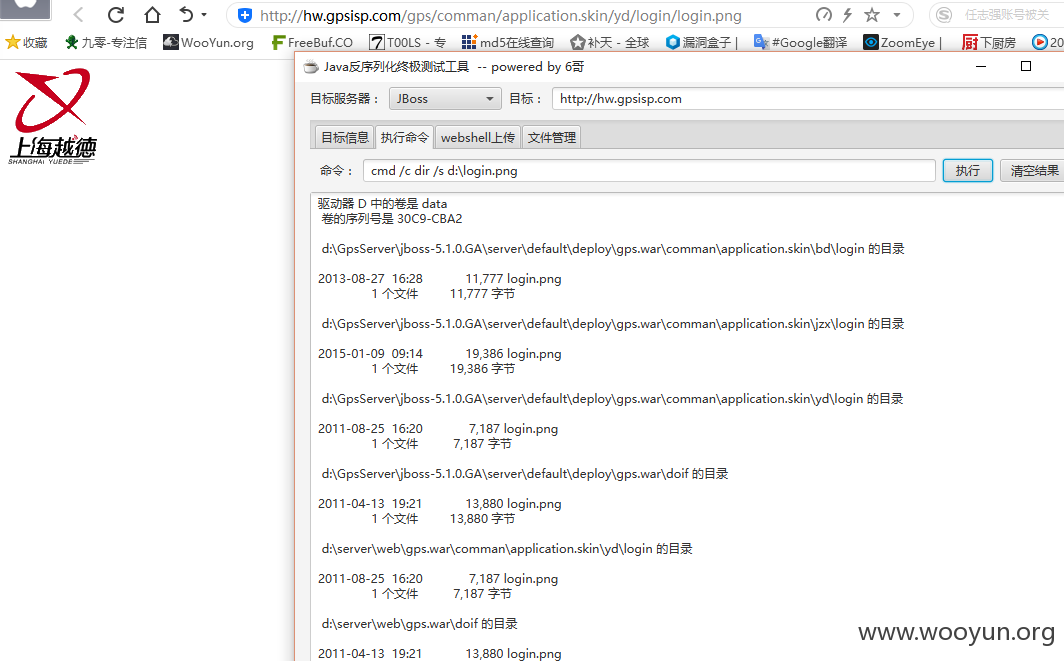 http://hw.gpsisp.com/gps/comman/application.skin/yd/login/login.png
任志强账号被关
收藏 九零-专注信 WooYun.org FreeBuf.CO T00LS - 专 md5在线查询 补天 - 全球 漏洞盒子 | #Google翻译 ZoomEye | 下厨房 20
上海越德
SHANGHAI YUEDE
Java反序列化终极测试工具 -- powered by 6哥
目标服务器： JBoss 目标： http://hw.gpsisp.com
目标信息 执行命令 webshell上传 文件管理
命令： cmd /c dir /s d:\login.png 执行 清空结果
驱动器 D 中的卷是 data
卷的序列号是 30C9-CBA2
d:\GpsServer\jboss-5.1.0.GA\server\default\deploy\gps.war\comman\application.skin\bd\login 的目录
2013-08-27 16:28 11,777 login.png
1 个文件 11,777 字节
d:\GpsServer\jboss-5.1.0.GA\server\default\deploy\gps.war\comman\application.skin\jzx\login 的目录
2015-01-09 09:14 19,386 login.png
1 个文件 19,386 字节
d:\GpsServer\jboss-5.1.0.GA\server\default\deploy\gps.war\comman\application.skin\yd\login 的目录
2011-08-25 16:20 7,187 login.png
1 个文件 7,187 字节
d:\GpsServer\jboss-5.1.0.GA\server\default\deploy\gps.war\doif 的目录
2011-04-13 19:21 13,880 login.png
1 个文件 13,880 字节
d:\server\web\gps.war\comman\application.skin\yd\login 的目录
2011-08-25 16:20 7,187 login.png
1 个文件 7,187 字节
d:\server\web\gps.war\doif 的目录
2011-04-13 19:21 13,880 login.png
www.wooyun.org